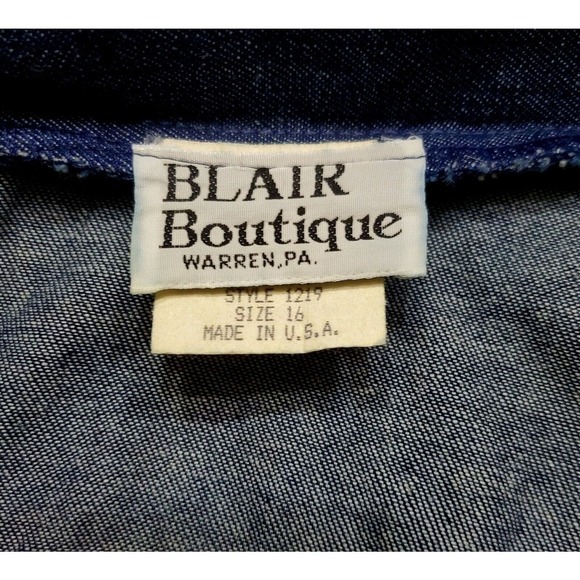 BLAIR
Boutique
WARREN, PA.
STYLE 1219
SIZE 16
MADE IN U.S.A.